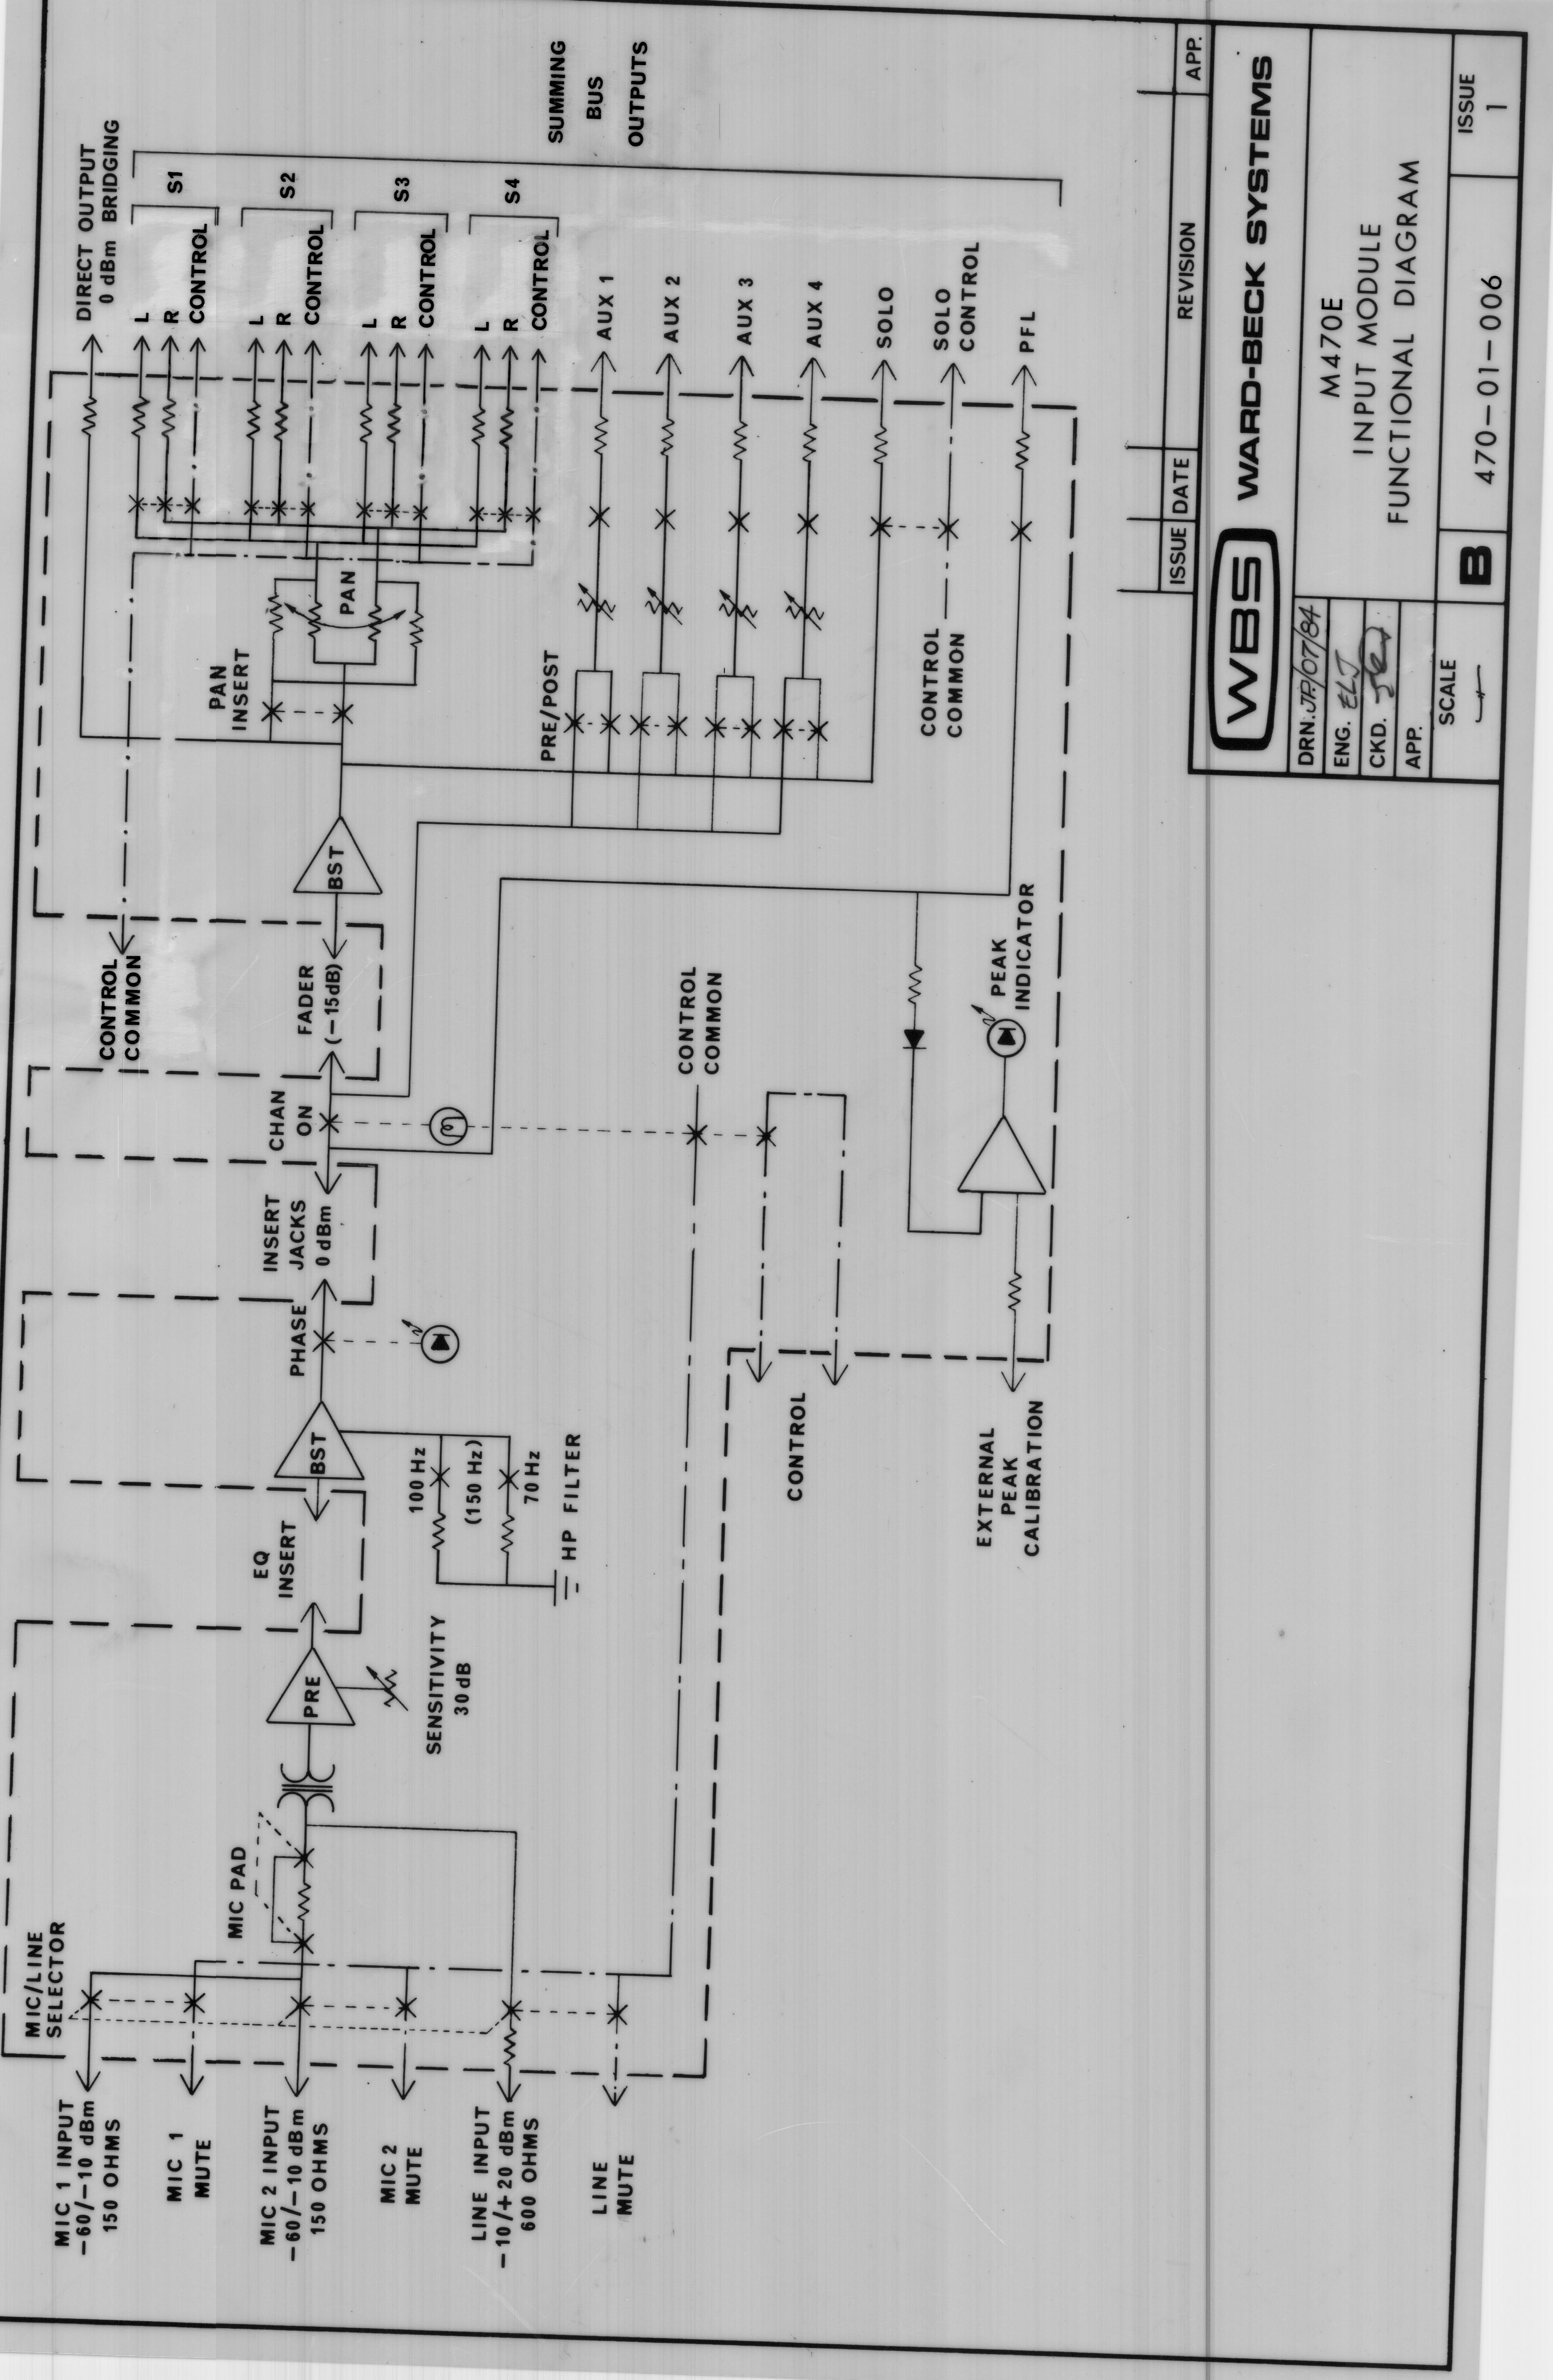 MIC/LINE
SELECTOR
MIC 1 INPUT
-60/-10 dBm
150 OHMS
MIC 1
MUTE
MIC PAD
MIC 2 INPUT
-60/-10 dBm
150 OHMS
MIC 2
MUTE
LINE INPUT
-10/+20 dBm
600 OHMS
LINE
MUTE
PRE
SENSITIVITY
30 dB
EQ
INSERT
BST
100 Hz
(150 Hz)
70 Hz
HP FILTER
PHASE
INSERT
JACKS
0 dBm
CHAN
ON
FADER
(-15dB)
CONTROL
COMMON
BST
PAN
INSERT
PAN
DIRECT OUTPUT
0 dBm BRIDGING
L
R
CONTROL
S1
L
R
CONTROL
S2
L
R
CONTROL
S3
L
R
CONTROL
S4
PRE/POST
AUX 1
AUX 2
AUX 3
AUX 4
SUMMING
BUS
OUTPUTS
CONTROL
COMMON
CONTROL
SOLO
CONTROL
COMMON
SOLO
CONTROL
EXTERNAL
PEAK
CALIBRATION
PEAK
INDICATOR
PFL
ISSUE DATE REVISION APP.
WBS WARD-BECK SYSTEMS
DRN. JP/07/84
ENG. ELJ
CKD.
APP.
SCALE
M470E
INPUT MODULE
FUNCTIONAL DIAGRAM
B
470-01-006
ISSUE
1